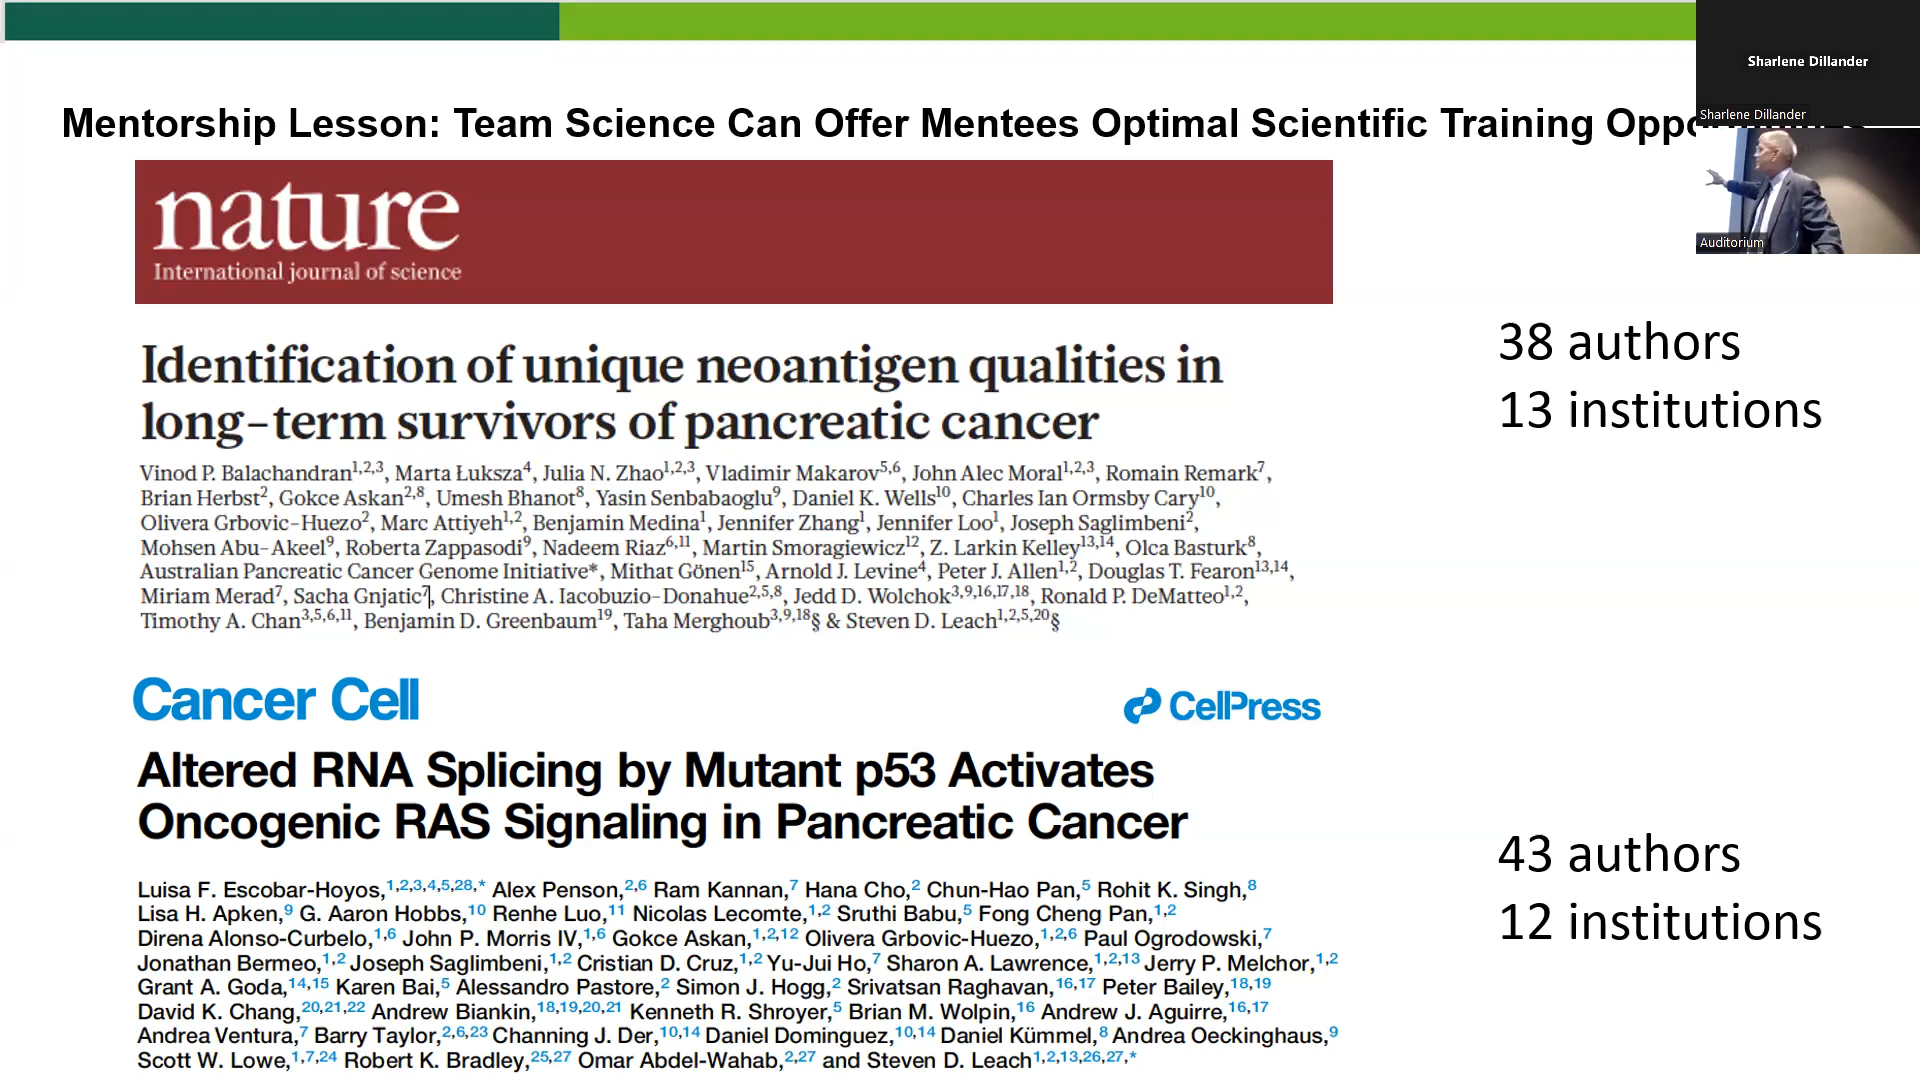 Sharlene Dillander
Sharlene Dillander
Mentorship Lesson: Team Science Can Offer Mentees Optimal Scientific Training
Auditorium
nature
International journal of science
38 authors
13 institutions
Identification of unique neoantigen qualities in
long-term survivors of pancreatic cancer
Vinod P. Balachandran1,2,3, Marta Łuksza4, Julia N. Zhao1,2,3, Vladimir Makarov5,6, John Alec Moral1,2,3, Romain Remark7,
Brian Herbst2, Gokce Askan2,8, Umesh Bhanot8, Yasin Senbabaoglu9, Daniel K. Wells10, Charles Ian Ormsby Cary10,
Olivera Grbovic-Huezo2, Marc Attiyeh1,2, Benjamin Medina1, Jennifer Zhang1, Jennifer Loo1, Joseph Saglimbeni2,
Mohsen Abu-Akeel9, Roberta Zappasodi9, Nadeem Riaz6,11, Martin Smoragiewicz12, Z. Larkin Kelley13,14, Olca Basturk8,
Australian Pancreatic Cancer Genome Initiative*, Mithat Gönen15, Arnold J. Levine4, Peter J. Allen1,2, Douglas T. Fearon13,14,
Miriam Merad7, Sacha Gnjatic7, Christine A. Iacobuzio-Donahue2,5,8, Jedd D. Wolchok3,9,16,17,18, Ronald P. DeMatteo1,2,
Timothy A. Chan3,5,6,11, Benjamin D. Greenbaum19, Taha Merghoub3,9,18§ & Steven D. Leach1,2,5,20§
Cancer Cell
CellPress
Altered RNA Splicing by Mutant p53 Activates
Oncogenic RAS Signaling in Pancreatic Cancer
43 authors
12 institutions
Luisa F. Escobar-Hoyos,1,2,3,4,5,28,* Alex Penson,2,6 Ram Kannan,7 Hana Cho,2 Chun-Hao Pan,5 Rohit K. Singh,8
Lisa H. Apken,9 G. Aaron Hobbs,10 Renhe Luo,11 Nicolas Lecomte,1,2 Sruthi Babu,5 Fong Cheng Pan,1,2
Direna Alonso-Curbelo,1,6 John P. Morris IV,1,6 Gokce Askan,1,2,12 Olivera Grbovic-Huezo,1,2,6 Paul Ogrodowski,7
Jonathan Bermeo,1,2 Joseph Saglimbeni,1,2 Cristian D. Cruz,1,2 Yu-Jui Ho,7 Sharon A. Lawrence,1,2,13 Jerry P. Melchor,1,2
Grant A. Goda,14,15 Karen Bai,5 Alessandro Pastore,2 Simon J. Hogg,2 Srivatsan Raghavan,16,17 Peter Bailey,18,19
David K. Chang,20,21,22 Andrew Biankin,18,19,20,21 Kenneth R. Shroyer,5 Brian M. Wolpin,16 Andrew J. Aguirre,16,17
Andrea Ventura,7 Barry Taylor,2,6,23 Channing J. Der,10,14 Daniel Dominguez,10,14 Daniel Kümmel,8 Andrea Oeckinghaus,9
Scott W. Lowe,1,7,24 Robert K. Bradley,25,27 Omar Abdel-Wahab,2,27 and Steven D. Leach1,2,13,26,27,*